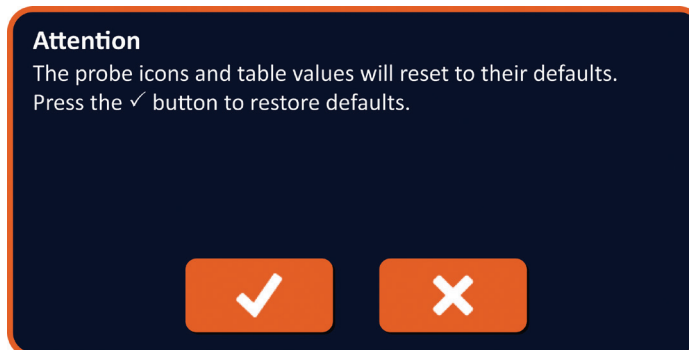 Attention
The probe icons and table values will reset to their defaults.
Press the ✓ button to restore defaults.